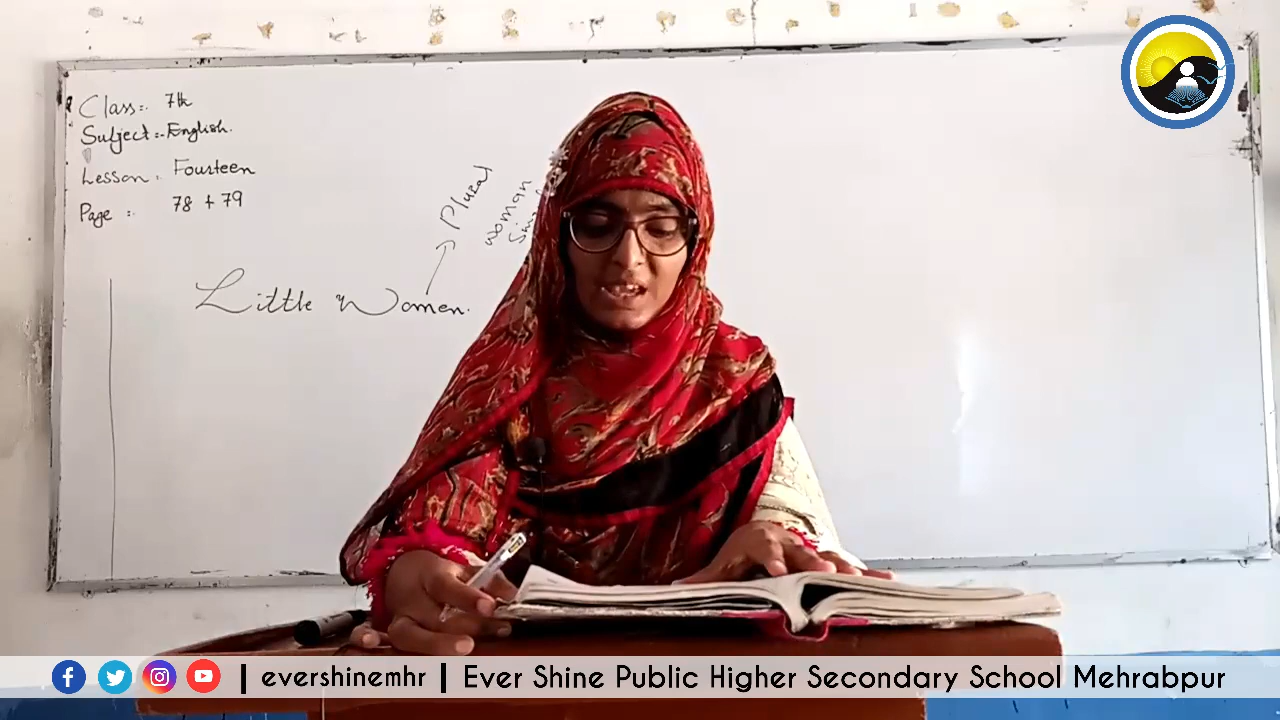 Class:. 7th
Subject:- English.
Lesson: Fourteen
Page :. 78 + 79
Plural
woman
Little Women.
| evershinemhr | Ever Shine Public Higher Secondary School Mehrabpur